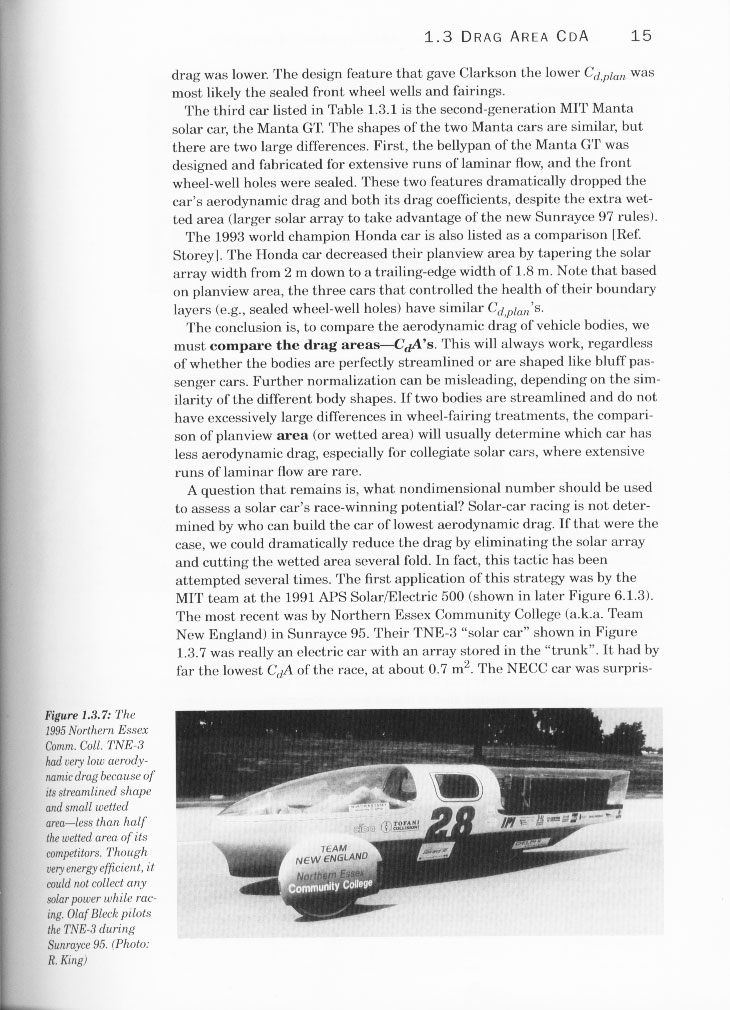 1.3 DRAG AREA CDA 15
drag was lower. The design feature that gave Clarkson the lower Cd,plan was
most likely the sealed front wheel wells and fairings.
The third car listed in Table 1.3.1 is the second-generation MIT Manta
solar car, the Manta GT. The shapes of the two Manta cars are similar, but
there are two large differences. First, the bellypan of the Manta GT was
designed and fabricated for extensive runs of laminar flow, and the front
wheel-well holes were sealed. These two features dramatically dropped the
car's aerodynamic drag and both its drag coefficients, despite the extra wet-
ted area (larger solar array to take advantage of the new Sunrayce 97 rules).
The 1993 world champion Honda car is also listed as a comparison [Ref.
Storey]. The Honda car decreased their planview area by tapering the solar
array width from 2 m down to a trailing-edge width of 1.8 m. Note that based
on planview area, the three cars that controlled the health of their boundary
layers (e.g., sealed wheel-well holes) have similar Cd,plan's.
The conclusion is, to compare the aerodynamic drag of vehicle bodies, we
must compare the drag areas—CdA's. This will always work, regardless
of whether the bodies are perfectly streamlined or are shaped like bluff pas-
senger cars. Further normalization can be misleading, depending on the sim-
ilarity of the different body shapes. If two bodies are streamlined and do not
have excessively large differences in wheel-fairing treatments, the compari-
son of planview area (or wetted area) will usually determine which car has
less aerodynamic drag, especially for collegiate solar cars, where extensive
runs of laminar flow are rare.
A question that remains is, what nondimensional number should be used
to assess a solar car's race-winning potential? Solar-car racing is not deter-
mined by who can build the car of lowest aerodynamic drag. If that were the
case, we could dramatically reduce the drag by eliminating the solar array
and cutting the wetted area several fold. In fact, this tactic has been
attempted several times. The first application of this strategy was by the
MIT team at the 1991 APS Solar/Electric 500 (shown in later Figure 6.1.3).
The most recent was by Northern Essex Community College (a.k.a. Team
New England) in Sunrayce 95. Their TNE-3 "solar car" shown in Figure
1.3.7 was really an electric car with an array stored in the "trunk". It had by
far the lowest CdA of the race, at about 0.7 m². The NECC car was surpris-
Figure 1.3.7: The
1995 Northern Essex
Comm. Coll. TNE-3
had very low aerody-
namic drag because of
its streamlined shape
and small wetted
area—less than half
the wetted area of its
competitors. Though
very energy efficient, it
could not collect any
solar power while rac-
ing. Olaf Bleck pilots
the TNE-3 during
Sunrayce 95. (Photo:
R. King)
TOFANI
28
TEAM
NEW ENGLAND
Northern Essex
Community College